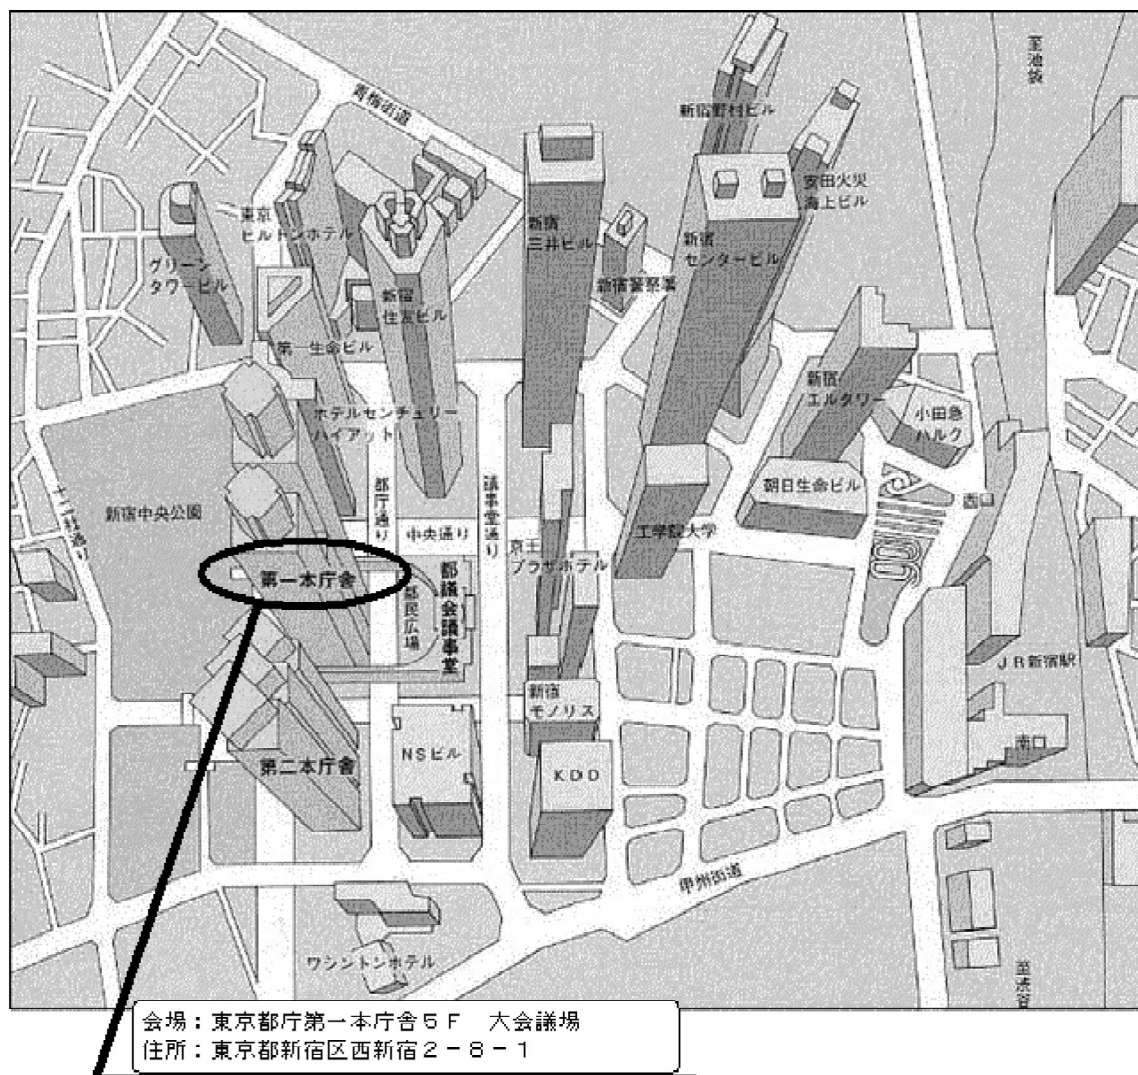 至池袋
青梅街道
新宿野村ビル
安田火災
海上ビル
東京
ヒルトンホテル
新宿
三井ビル
新宿
センタービル
グリーン
タワービル
新宿警察署
新宿
住友ビル
第一生命ビル
新宿
エルタワー
小田急
ハルク
ホテルセンチュリー
ハイアット
朝日生命ビル
西口
十二社通り
新宿中央公園
都庁通り
中央通り
議事堂通り
京王
プラザホテル
工学院大学
第一本庁舎
都民広場
都議会議事堂
JR新宿駅
新宿
モノリス
南口
第二本庁舎
NSビル
KDD
甲州街道
ワシントンホテル
至渋谷
会場：東京都庁第一本庁舎５Ｆ　大会議場
住所：東京都新宿区西新宿２－８－１